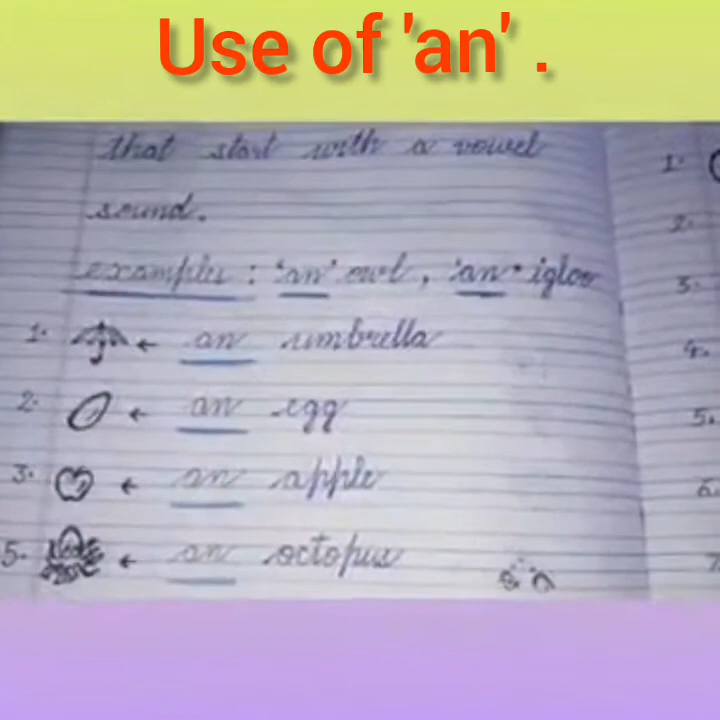 Use of 'an' .
that start with a vowel
sound.
example : 'an' owl, 'an' igloo
1. ← an umbrella
2. ← an egg
3. ← an apple
5. ← an octopus
1.
2.
3.
4.
5.
6.
7.